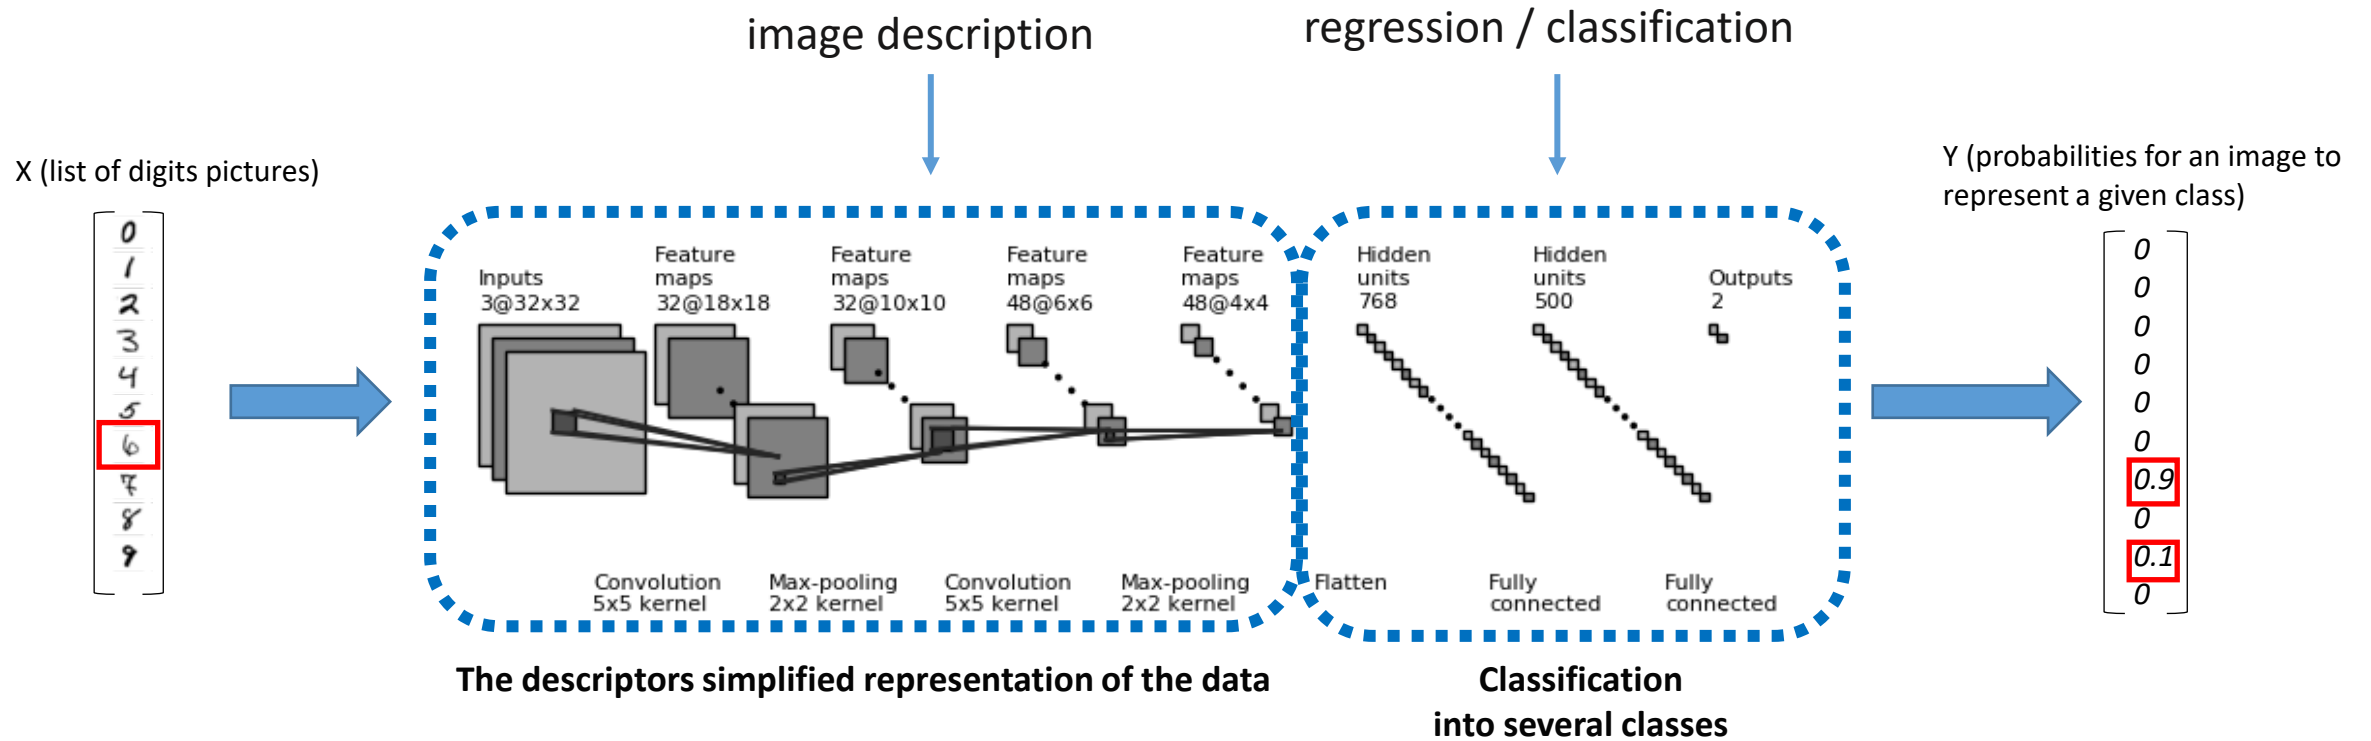 image description
regression / classification
X (list of digits pictures)
Y (probabilities for an image to
represent a given class)
0
1
2
3
4
5
6
7
8
9
Inputs
3@32x32
Feature
maps
32@18x18
Feature
maps
32@10x10
Feature
maps
48@6x6
Feature
maps
48@4x4
Hidden
units
768
Hidden
units
500
Outputs
2
Convolution
5x5 kernel
Max-pooling
2x2 kernel
Convolution
5x5 kernel
Max-pooling
2x2 kernel
Flatten
Fully
connected
Fully
connected
0
0
0
0
0
0
0.9
0
0.1
0
The descriptors simplified representation of the data
Classification
into several classes